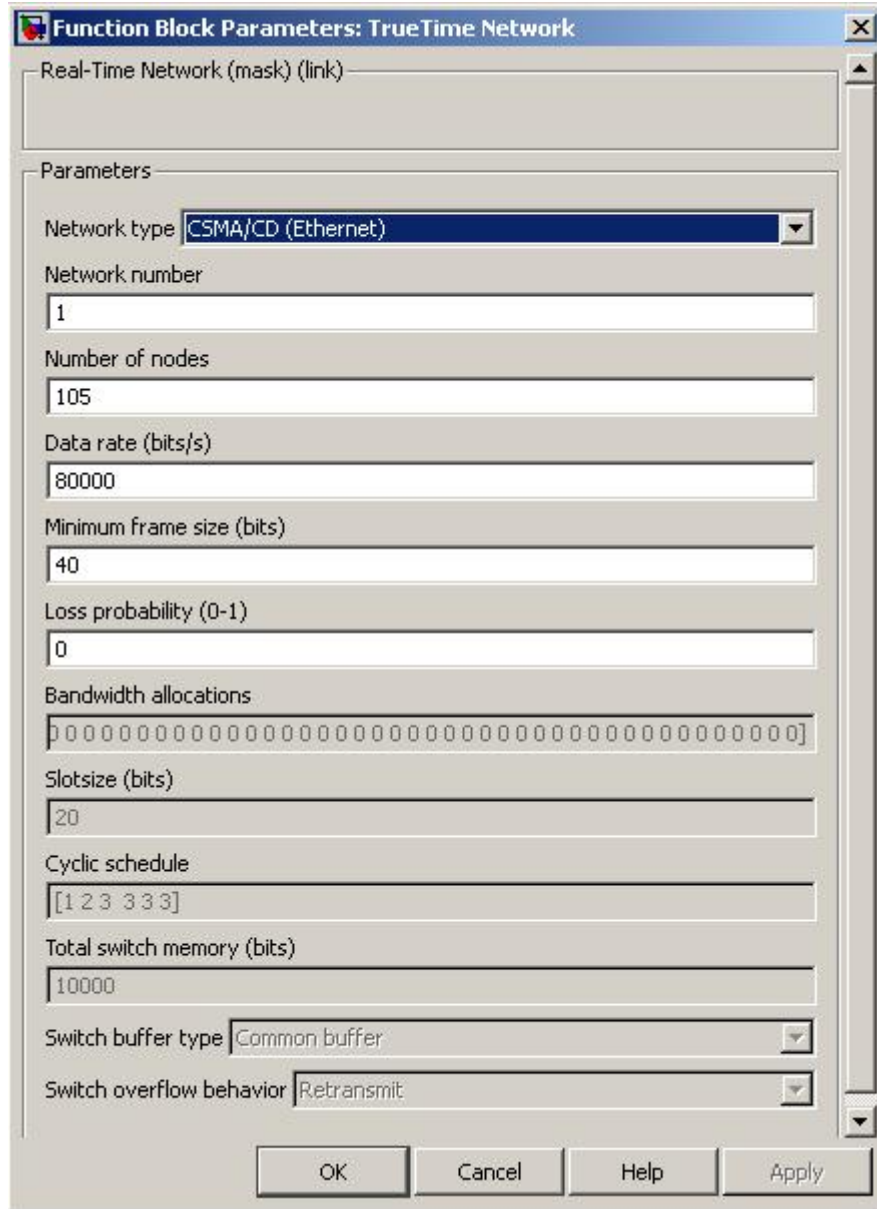 Function Block Parameters: TrueTime Network
Real-Time Network (mask) (link)
Parameters
Network type CSMA/CD (Ethernet)
Network number
1
Number of nodes
105
Data rate (bits/s)
80000
Minimum frame size (bits)
40
Loss probability (0-1)
0
Bandwidth allocations
0 0 0 0 0 0 0 0 0 0 0 0 0 0 0 0 0 0 0 0 0 0 0 0 0 0 0 0 0 0 0 0 0 0 0 0 0 0 0 0]
Slotsize (bits)
20
Cyclic schedule
[1 2 3  3 3 3]
Total switch memory (bits)
10000
Switch buffer type Common buffer
Switch overflow behavior Retransmit
OK Cancel Help Apply